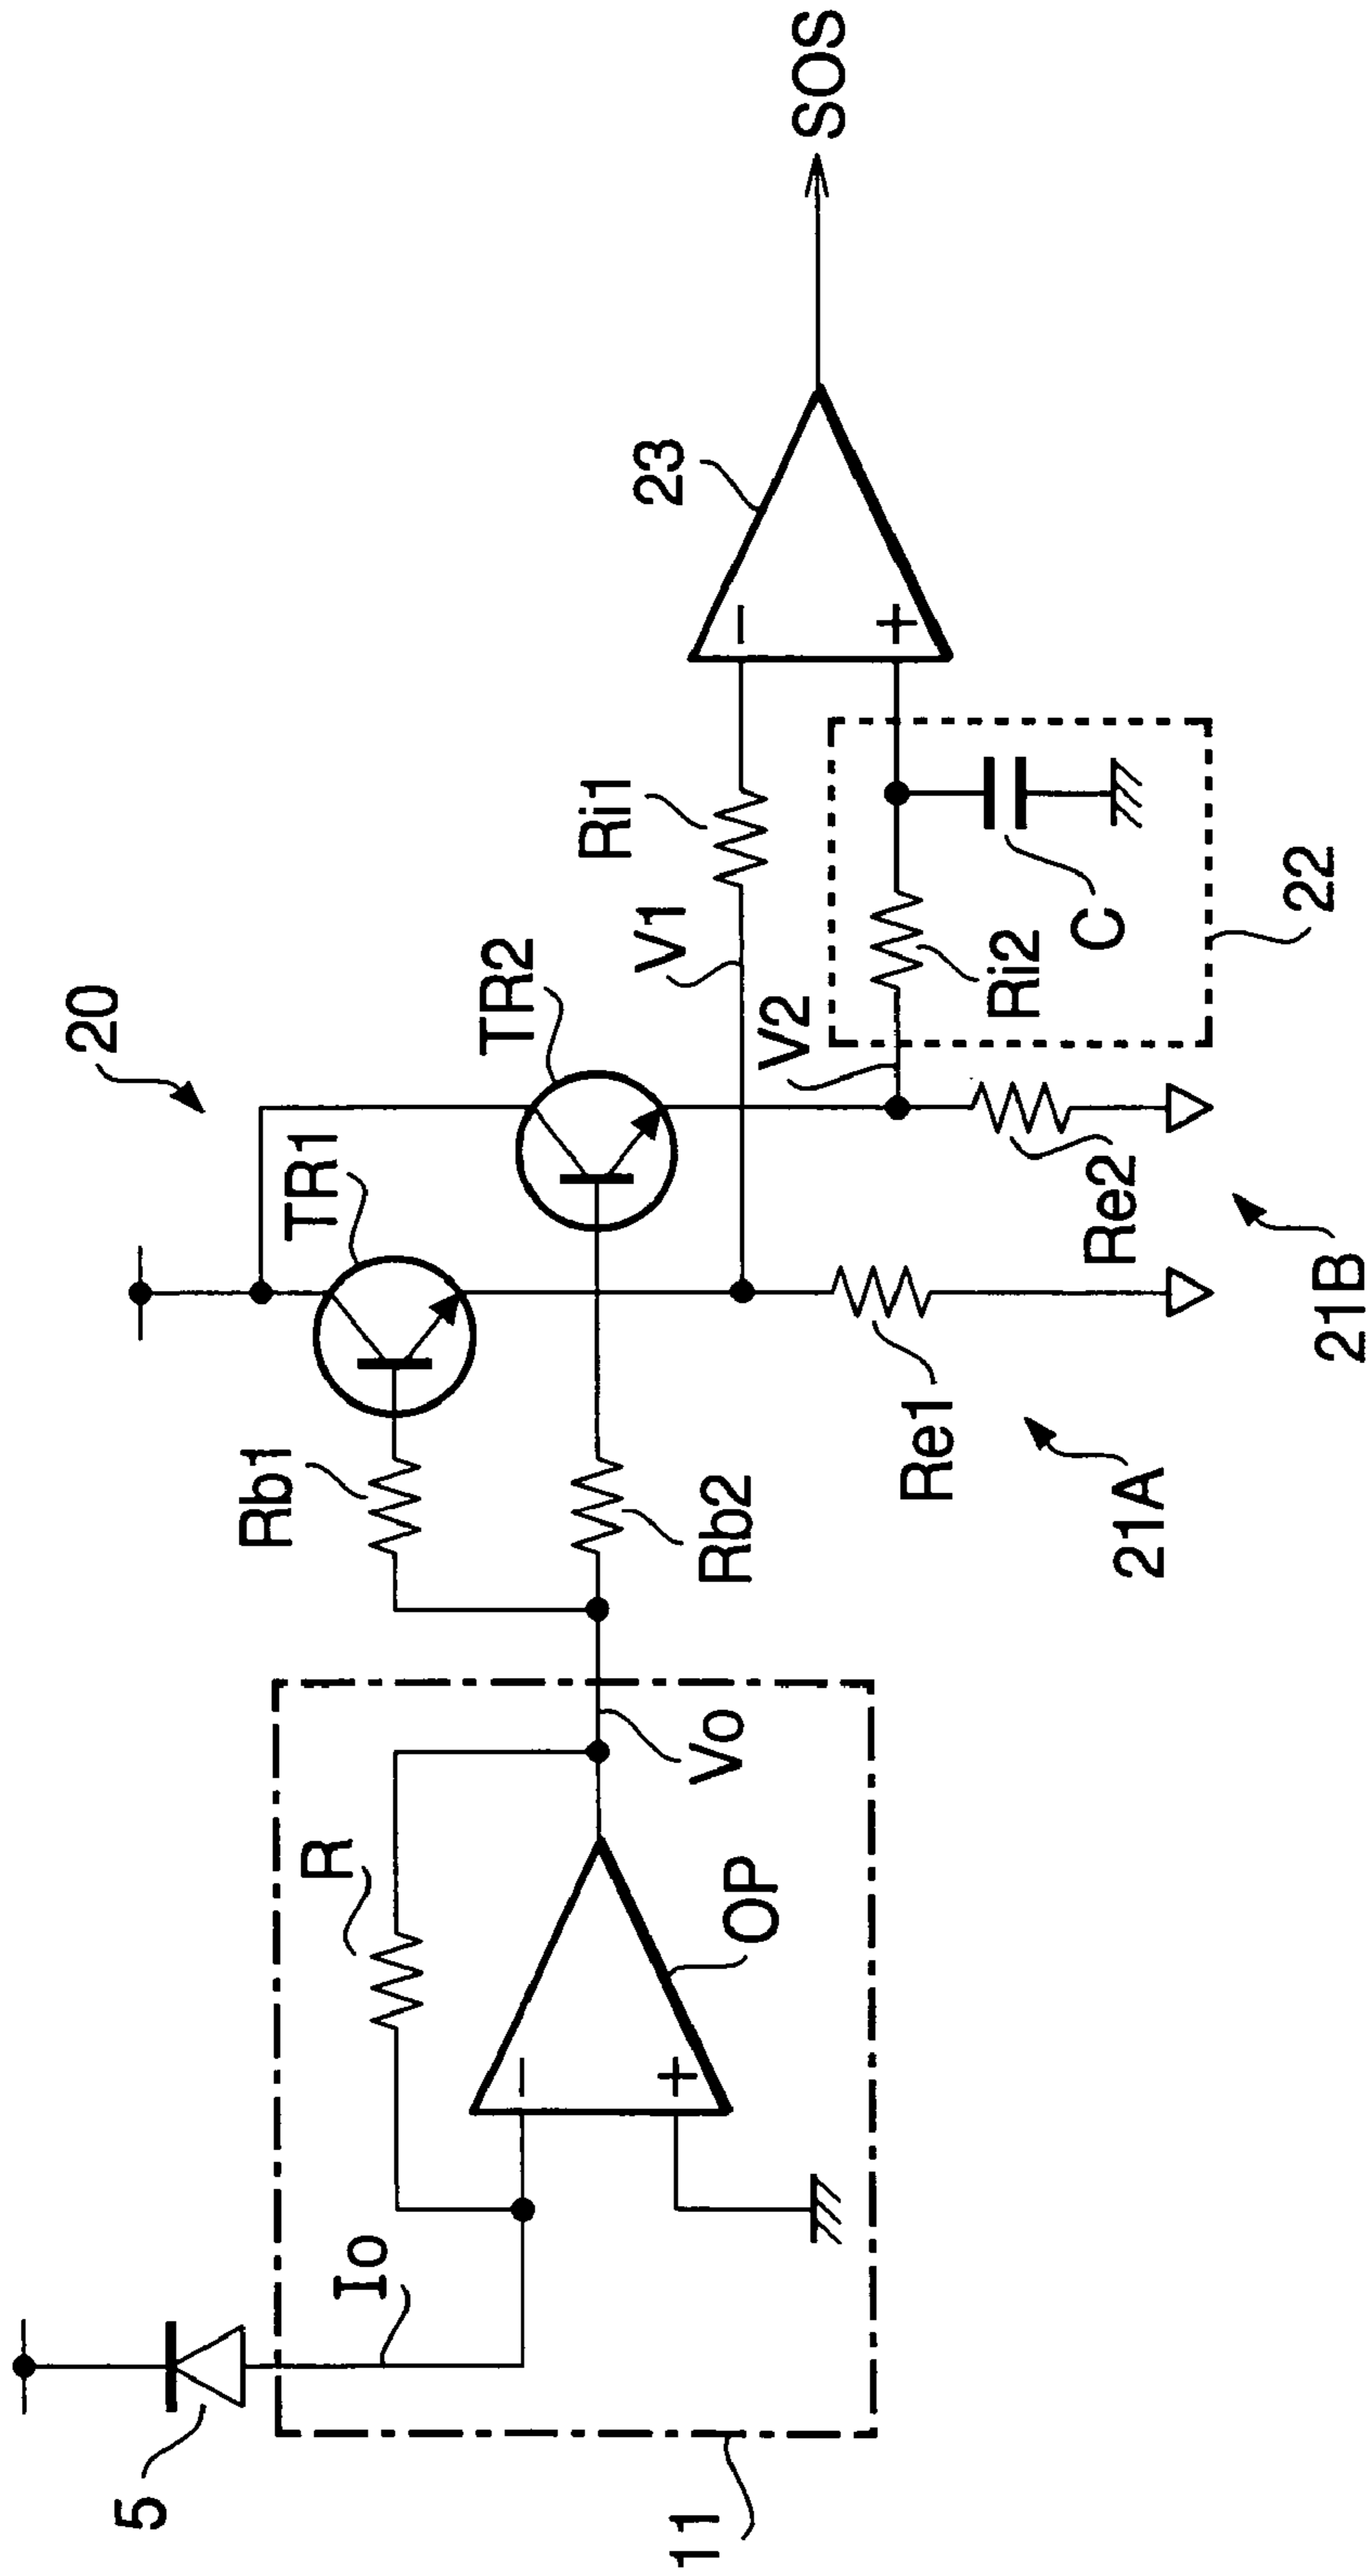 5
Io
11
R
OP
Vo
Rb1
Rb2
TR1
20
TR2
Re1
21A
Re2
21B
V1
V2
Ri1
Ri2
C
22
23
−
+
−
+
SOS